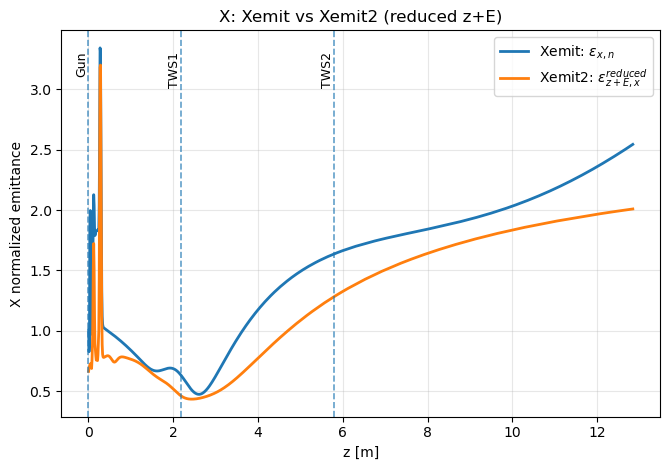 X: Xemit vs Xemit2 (reduced z+E)
Gun
TWS1
TWS2
Xemit: εx,n
Xemit2: εz+E,x^reduced
X normalized emittance
3.0
2.5
2.0
1.5
1.0
0.5
0 2 4 6 8 10 12
z [m]